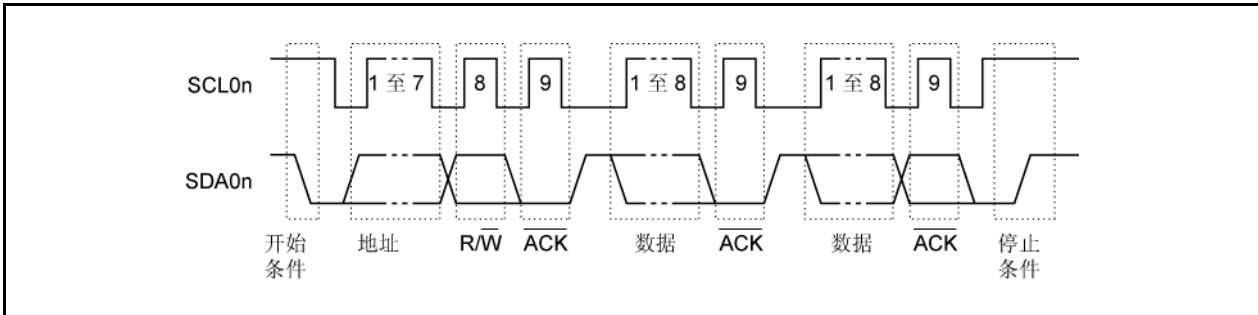 SCL0n 1 至 7 8 9 1 至 8 9 1 至 8 9
SDA0n
开始条件 地址 R/W ACK 数据 ACK 数据 ACK 停止条件